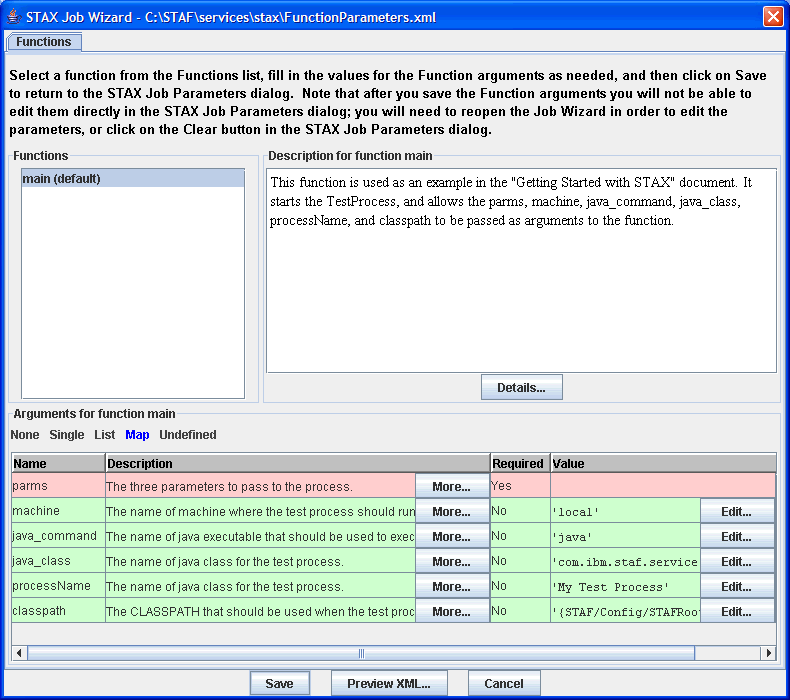 STAX Job Wizard - C:\STAF\services\stax\FunctionParameters.xml
Functions
Select a function from the Functions list, fill in the values for the Function arguments as needed, and then click on Save
to return to the STAX Job Parameters dialog. Note that after you save the Function arguments you will not be able to
edit them directly in the STAX Job Parameters dialog; you will need to reopen the Job Wizard in order to edit the
parameters, or click on the Clear button in the STAX Job Parameters dialog.
Functions
main (default)
Description for function main
This function is used as an example in the "Getting Started with STAX" document. It
starts the TestProcess, and allows the parms, machine, java_command, java_class,
processName, and classpath to be passed as arguments to the function.
Details...
Arguments for function main
None Single List Map Undefined
Name Description Required Value
parms The three parameters to pass to the process. More... Yes
machine The name of machine where the test process should run More... No 'local' Edit...
java_command The name of java executable that should be used to exec More... No 'java' Edit...
java_class The name of java class for the test process. More... No 'com.ibm.staf.service Edit...
processName The name of java class for the test process. More... No 'My Test Process' Edit...
classpath The CLASSPATH that should be used when the test proc More... No '{STAF/Config/STAFRoo Edit...
Save Preview XML... Cancel